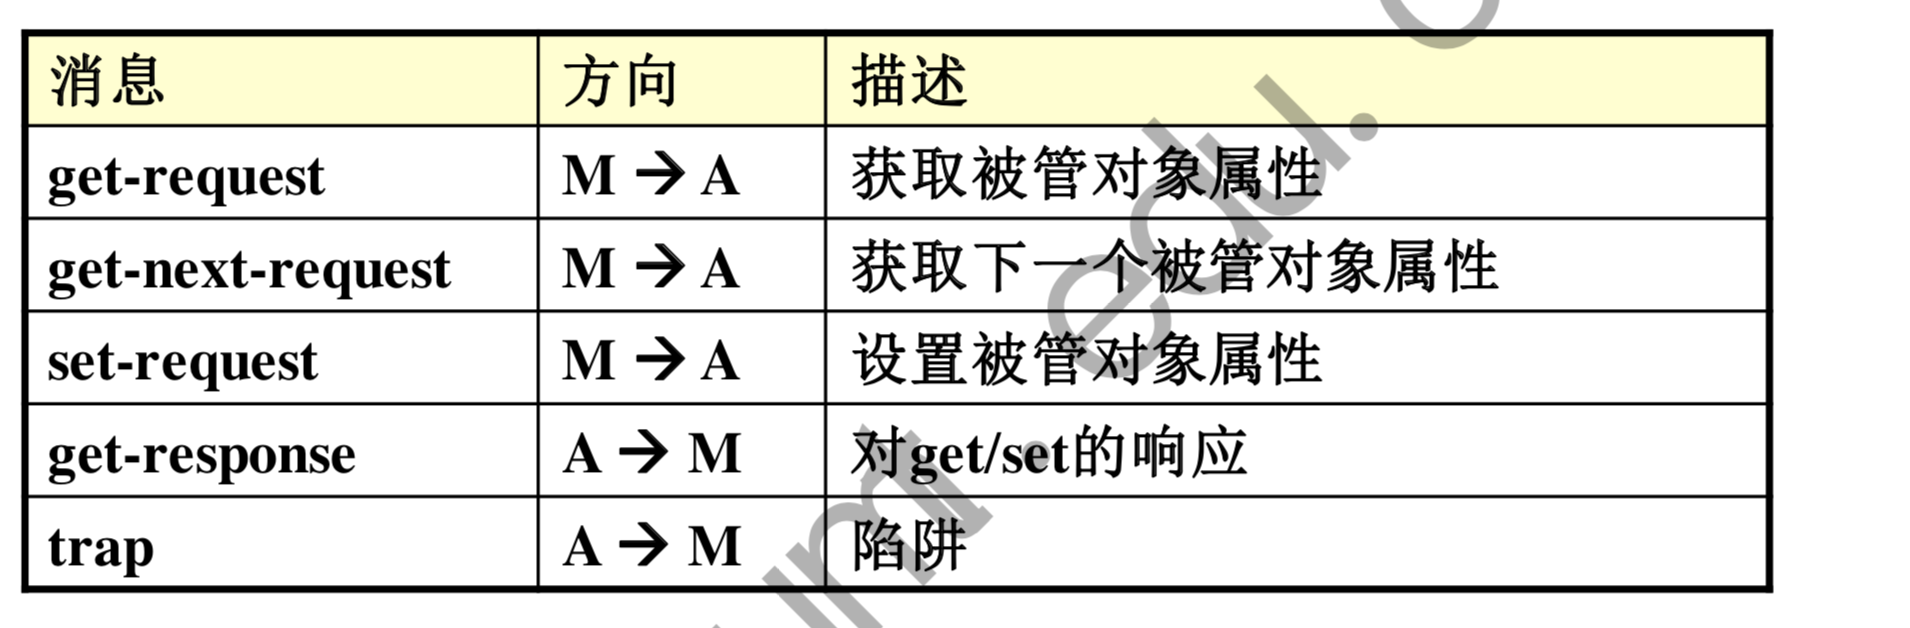 消息 方向 描述
get-request M → A 获取被管对象属性
get-next-request M → A 获取下一个被管对象属性
set-request M → A 设置被管对象属性
get-response A → M 对get/set的响应
trap A → M 陷阱
edu.